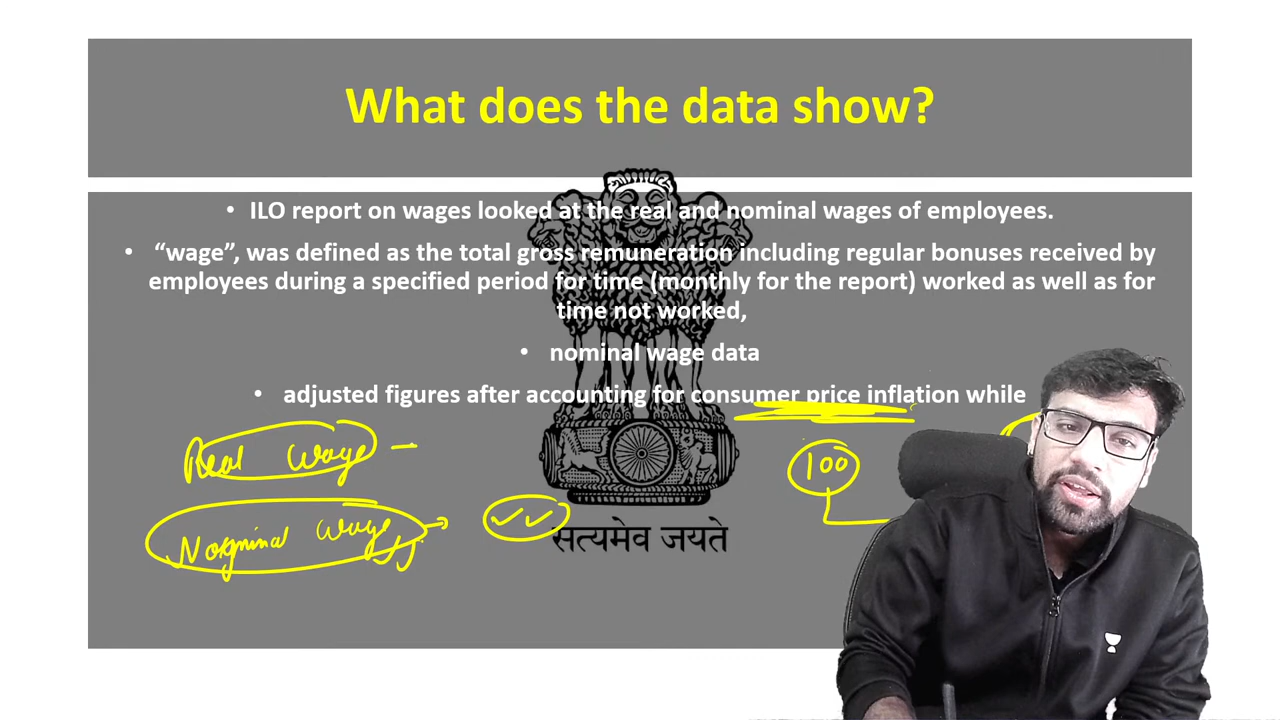 What does the data show?
• ILO report on wages looked at the real and nominal wages of employees.
• “wage”, was defined as the total gross remuneration including regular bonuses received by
employees during a specified period for time (monthly for the report) worked as well as for
time not worked,
• nominal wage data
• adjusted figures after accounting for consumer price inflation while
Real wage –
100
Nominal wage →
सत्यमेव जयते